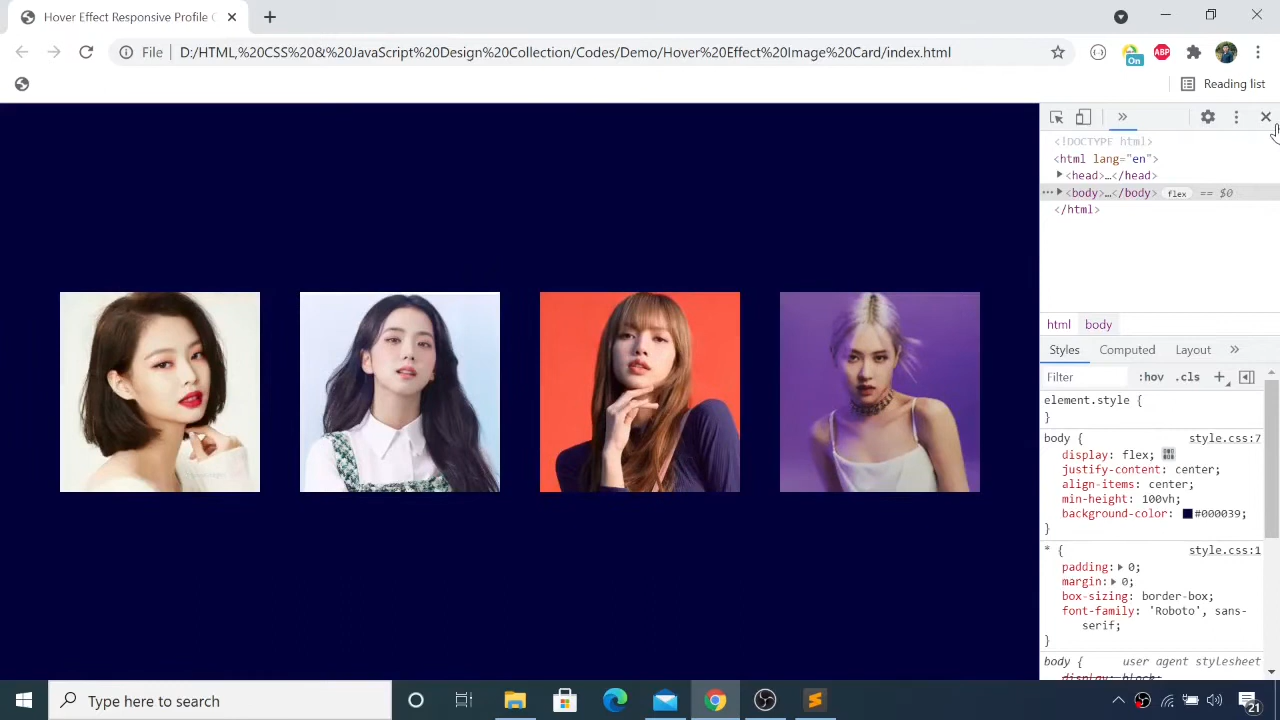 Hover Effect Responsive Profile
File
D:/HTML,%20CSS%20&%20JavaScript%20Design%20Collection/Codes/Demo/Hover%20Effect%20Image%20Card/index.html
On
ABP
Reading list
<!DOCTYPE html>
<html lang="en">
<head>…</head>
<body>…</body> flex == $0
</html>
html body
Styles Computed Layout
Filter :hov .cls
element.style {
}
body { style.css:7
display: flex;
justify-content: center;
align-items: center;
min-height: 100vh;
background-color: #000039;
}
* { style.css:1
padding: 0;
margin: 0;
box-sizing: border-box;
font-family: 'Roboto', sans-
serif;
}
body { user agent stylesheet
display: block;
Type here to search
21